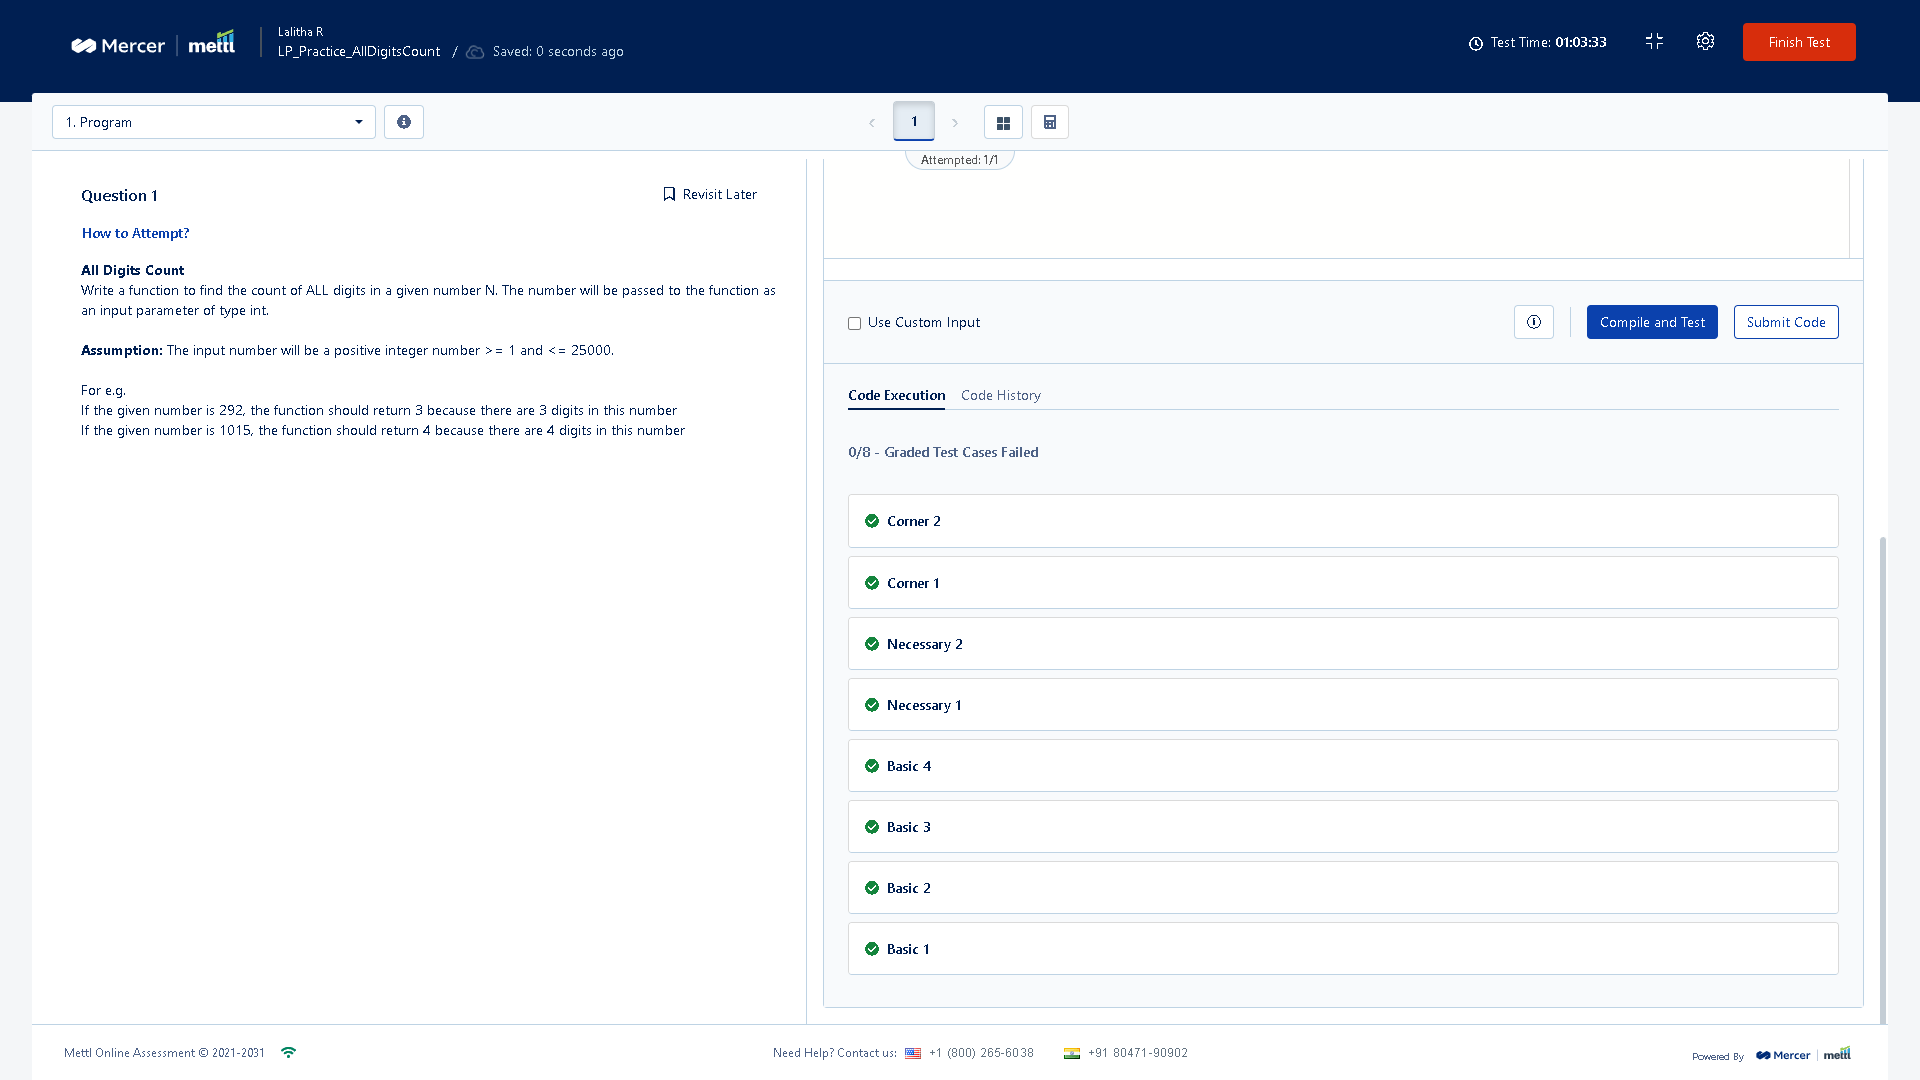 Mercer | mettl
Lalitha R
LP_Practice_AllDigitsCount / Saved: 0 seconds ago
Test Time: 01:03:33
Finish Test
1. Program
1
Attempted: 1/1
Question 1
Revisit Later
How to Attempt?
All Digits Count
Write a function to find the count of ALL digits in a given number N. The number will be passed to the function as
an input parameter of type int.
Assumption: The input number will be a positive integer number >= 1 and <= 25000.
For e.g.
If the given number is 292, the function should return 3 because there are 3 digits in this number
If the given number is 1015, the function should return 4 because there are 4 digits in this number
Use Custom Input
Compile and Test
Submit Code
Code Execution
Code History
0/8 - Graded Test Cases Failed
Corner 2
Corner 1
Necessary 2
Necessary 1
Basic 4
Basic 3
Basic 2
Basic 1
Mettl Online Assessment © 2021-2031
Need Help? Contact us: +1 (800) 265-6038 +91 80471-90902
Powered By Mercer | mettl